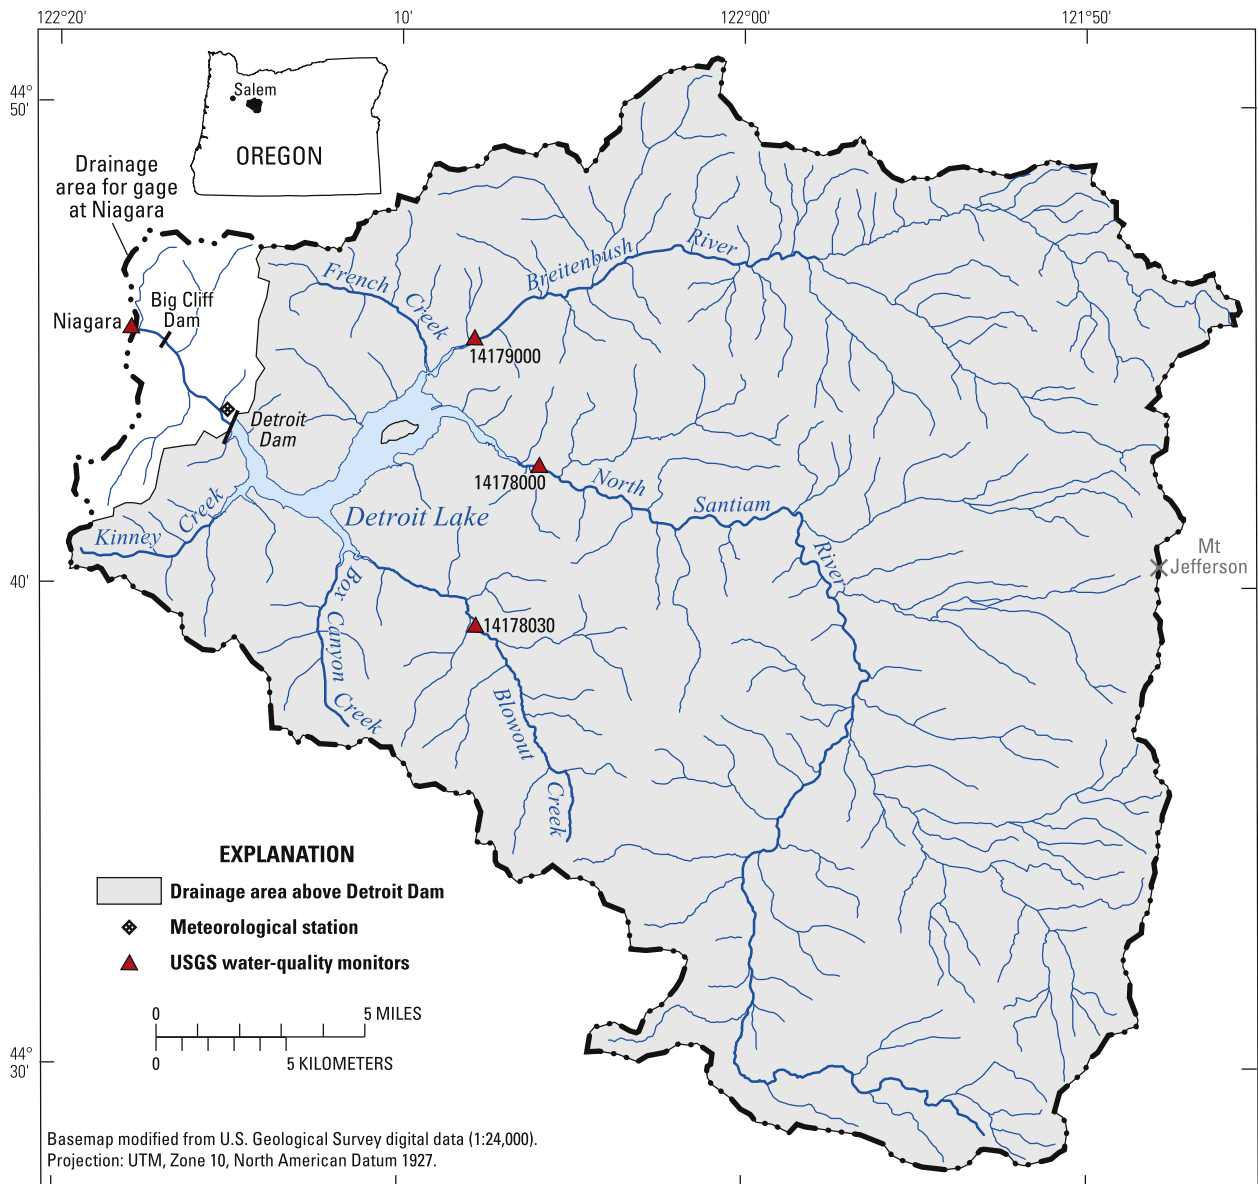 122°20'
10'
122°00'
121°50'
44°
50'
Salem
OREGON
Drainage
area for gage
at Niagara
Big Cliff
Dam
Niagara
French
Creek
Breitenbush
River
14179000
Detroit
Dam
14178000
North
Santiam
River
Detroit Lake
Kinney
Creek
Mt
Jefferson
40'
Box
Canyon
Creek
14178030
Blowout
Creek
EXPLANATION
Drainage area above Detroit Dam
Meteorological station
USGS water-quality monitors
0
5 MILES
0
5 KILOMETERS
44°
30'
Basemap modified from U.S. Geological Survey digital data (1:24,000).
Projection: UTM, Zone 10, North American Datum 1927.